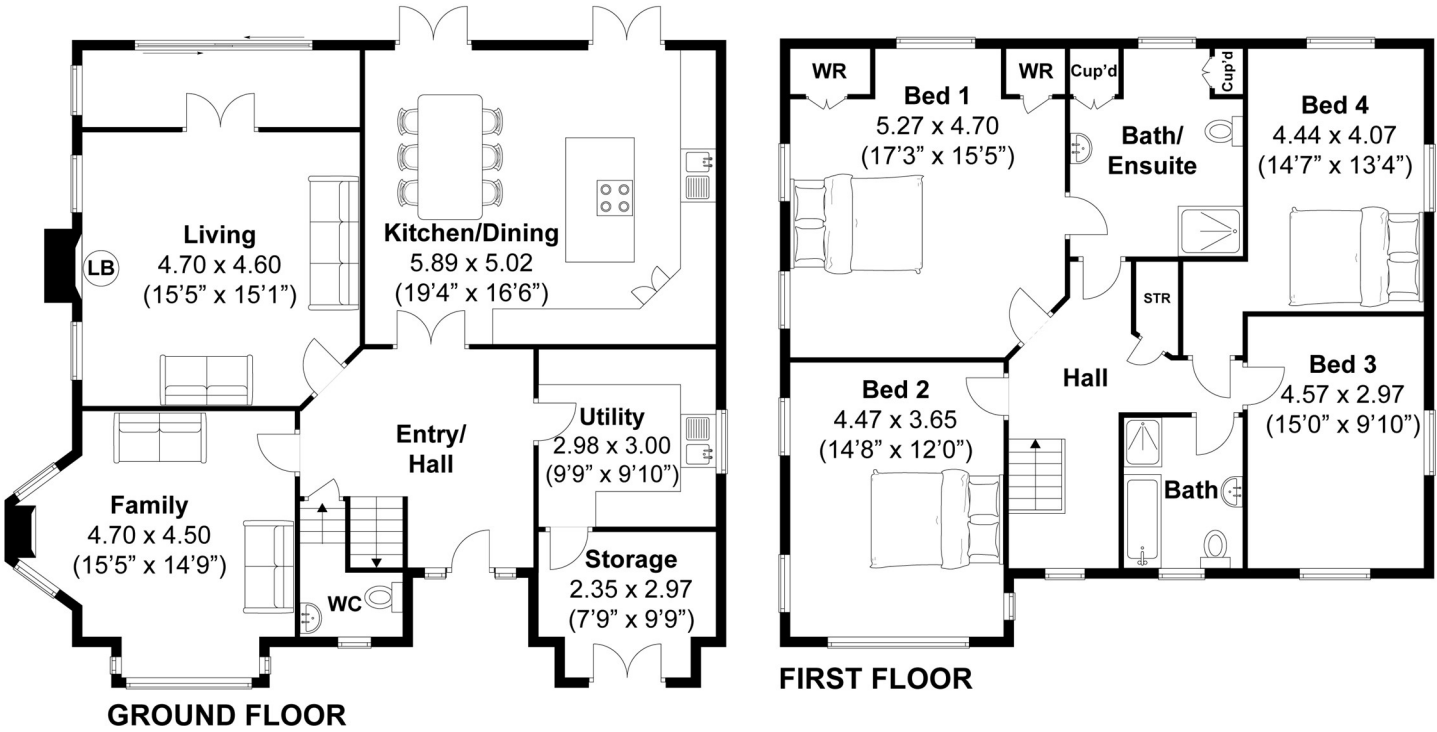 Living
4.70 x 4.60
(15’5” x 15’1”)
LB
Kitchen/Dining
5.89 x 5.02
(19’4” x 16’6”)
Entry/
Hall
Utility
2.98 x 3.00
(9’9” x 9’10”)
Family
4.70 x 4.50
(15’5” x 14’9”)
WC
Storage
2.35 x 2.97
(7’9” x 9’9”)
GROUND FLOOR
WR
Bed 1
5.27 x 4.70
(17’3” x 15’5”)
WR
Cup’d
Cup’d
Bath/
Ensuite
Bed 4
4.44 x 4.07
(14’7” x 13’4”)
STR
Hall
Bed 2
4.47 x 3.65
(14’8” x 12’0”)
Bed 3
4.57 x 2.97
(15’0” x 9’10”)
Bath
FIRST FLOOR